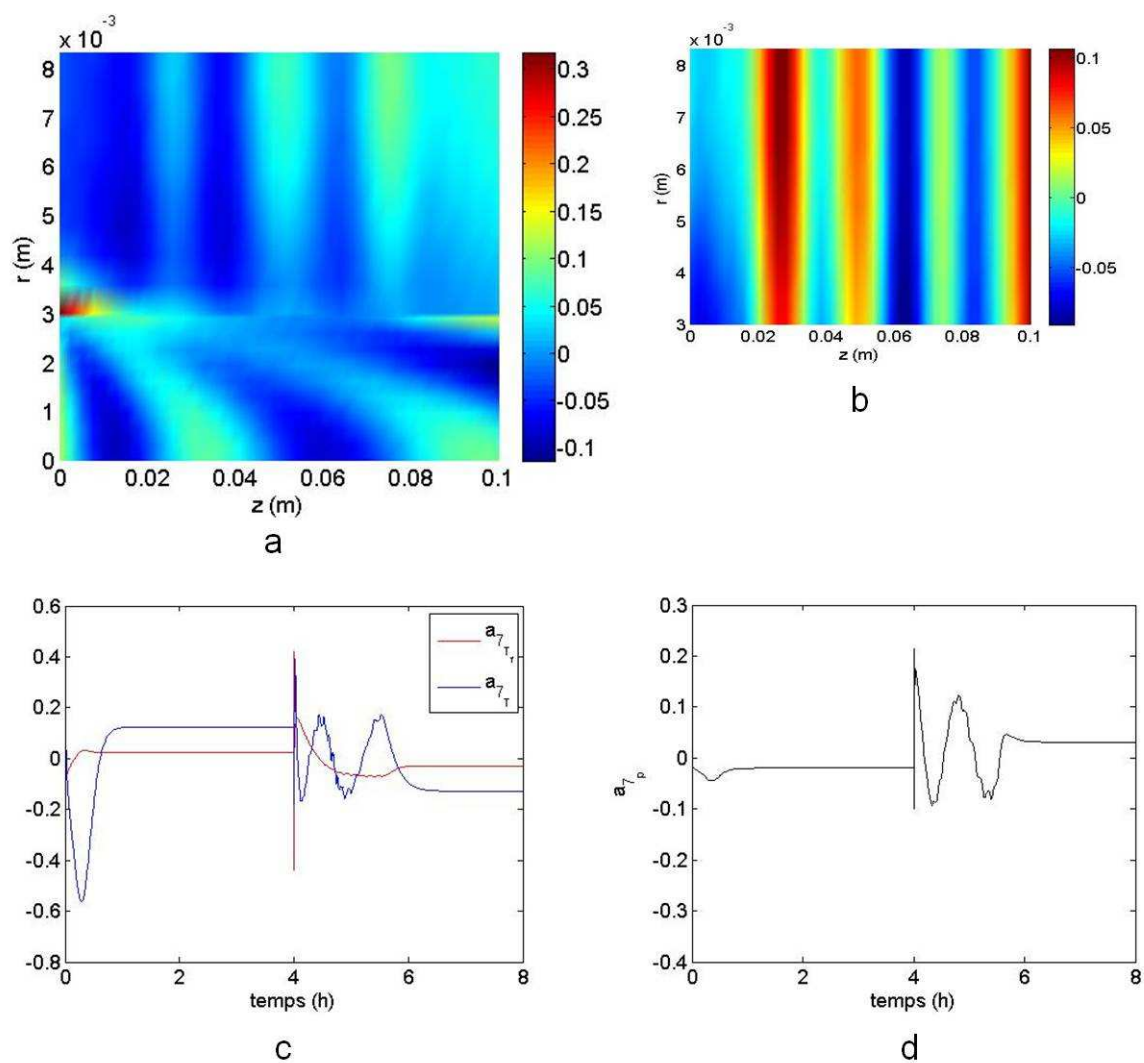 x 10⁻³
8
7
6
5
4
3
2
1
0
r (m)
0 0.02 0.04 0.06 0.08 0.1
z (m)
0.3
0.25
0.2
0.15
0.1
0.05
0
-0.05
-0.1
a
x 10⁻³
8
7
6
5
4
3
r (m)
0 0.02 0.04 0.06 0.08 0.1
z (m)
0.1
0.05
0
-0.05
b
0.6
0.4
0.2
0
-0.2
-0.4
-0.6
-0.8
0 2 4 6 8
temps (h)
a7Tr
a7T
c
0.3
0.2
0.1
0
-0.1
-0.2
-0.3
-0.4
a7p
0 2 4 6 8
temps (h)
d